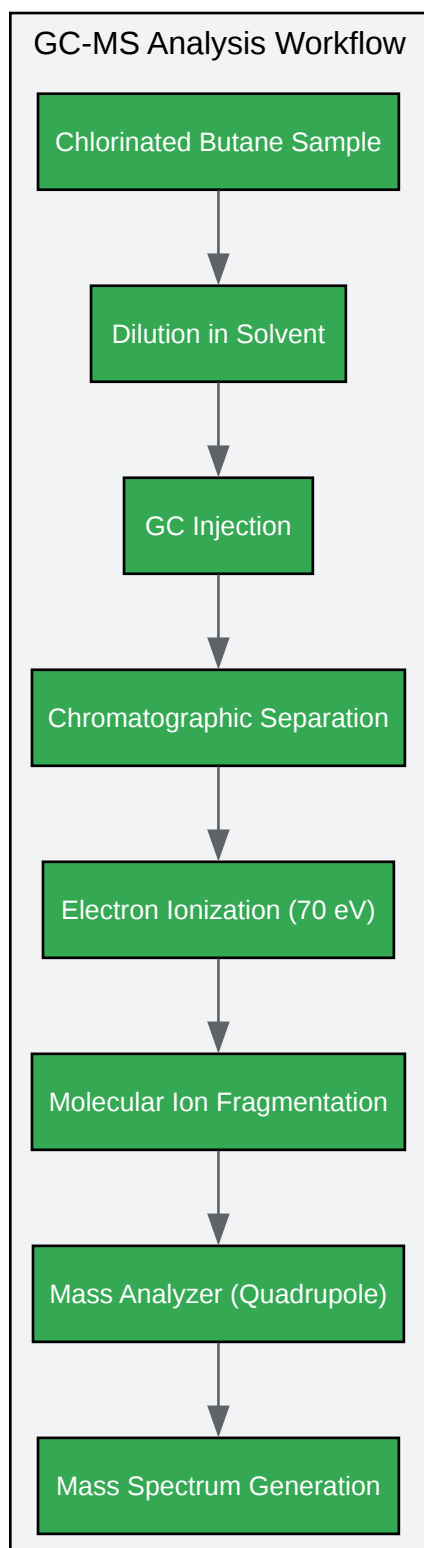 GC-MS Analysis Workflow
Chlorinated Butane Sample
Dilution in Solvent
GC Injection
Chromatographic Separation
Electron Ionization (70 eV)
Molecular Ion Fragmentation
Mass Analyzer (Quadrupole)
Mass Spectrum Generation